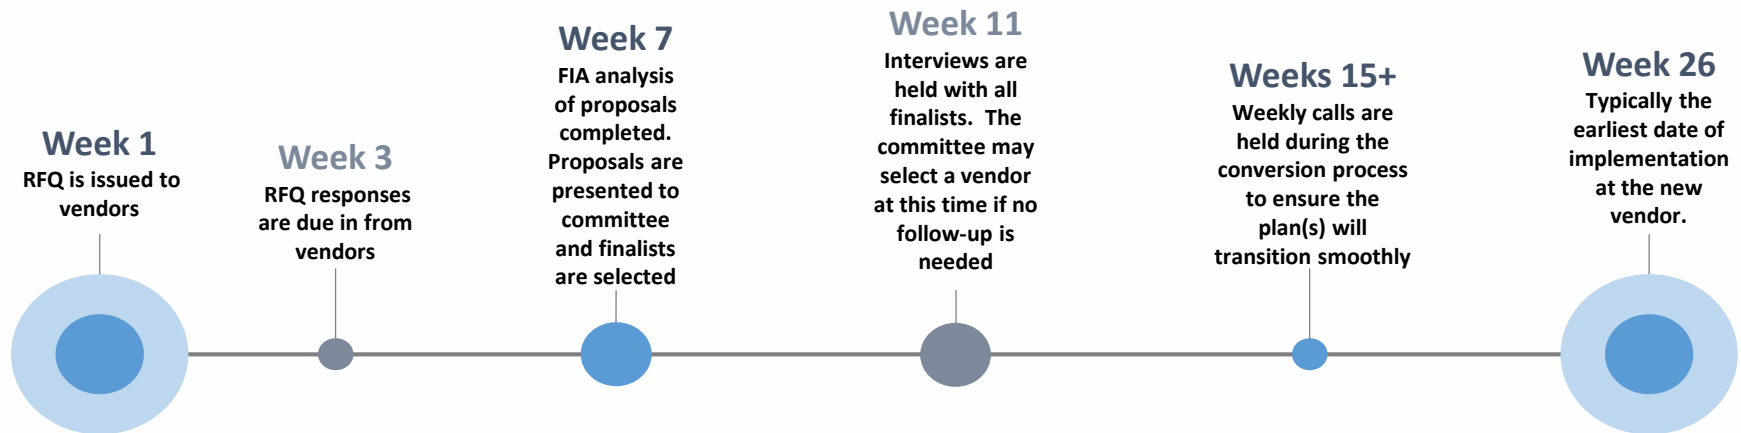 Week 1
RFQ is issued to
vendors
Week 3
RFQ responses
are due in from
vendors
Week 7
FIA analysis
of proposals
completed.
Proposals are
presented to
committee
and finalists
are selected
Week 11
Interviews are
held with all
finalists.  The
committee may
select a vendor
at this time if no
follow-up is
needed
Weeks 15+
Weekly calls are
held during the
conversion process
to ensure the
plan(s) will
transition smoothly
Week 26
Typically the
earliest date of
implementation
at the new
vendor.